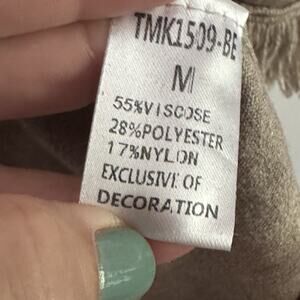 TMK1509-BE
M
55%VISCOSE
28%POLYESTER
17%NYLON
EXCLUSIVE OF
DECORATION